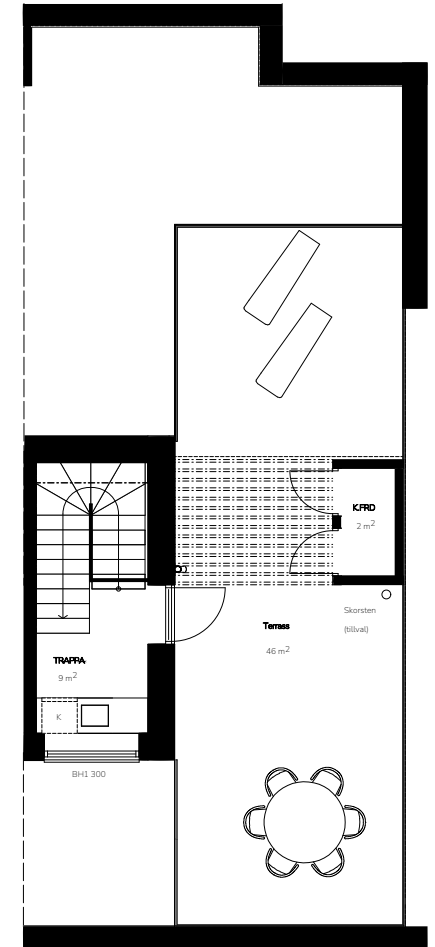 K.FRD
2 m2
Skorsten
(tillval)
Terrass
46 m2
TRAPPA
9 m2
K
BH1 300